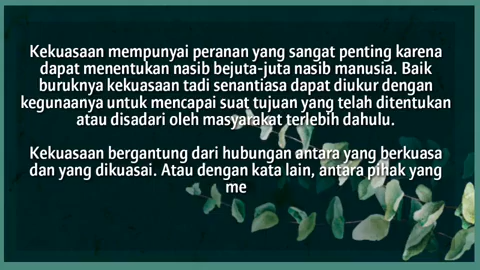 Kekuasaan mempunyai peranan yang sangat penting karena
dapat menentukan nasib bejuta-juta nasib manusia. Baik
buruknya kekuasaan tadi senantiasa dapat diukur dengan
kegunaanya untuk mencapai suat tujuan yang telah ditentukan
atau disadari oleh masyarakat terlebih dahulu.
Kekuasaan bergantung dari hubungan antara yang berkuasa
dan yang dikuasai. Atau dengan kata lain, antara pihak yang
me